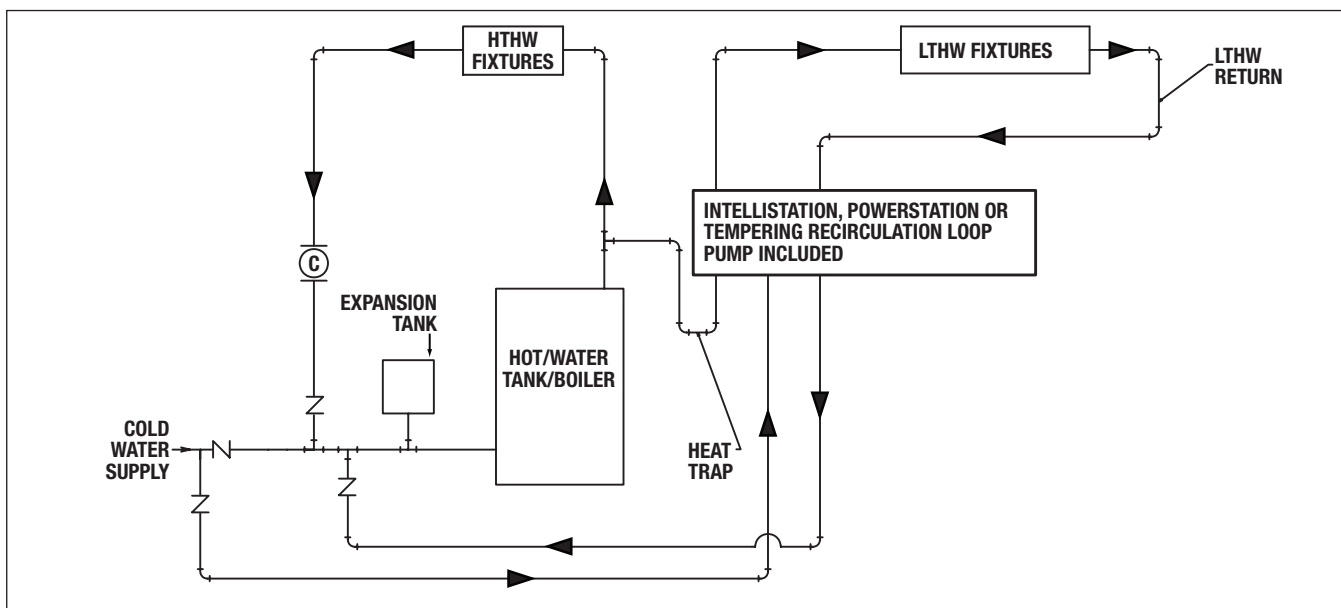 HTHW
FIXTURES
LTHW FIXTURES
LTHW
RETURN
INTELLISTATION, POWERSTATION OR
TEMPERING RECIRCULATION LOOP
PUMP INCLUDED
C
EXPANSION
TANK
HOT/WATER
TANK/BOILER
COLD
WATER
SUPPLY
HEAT
TRAP